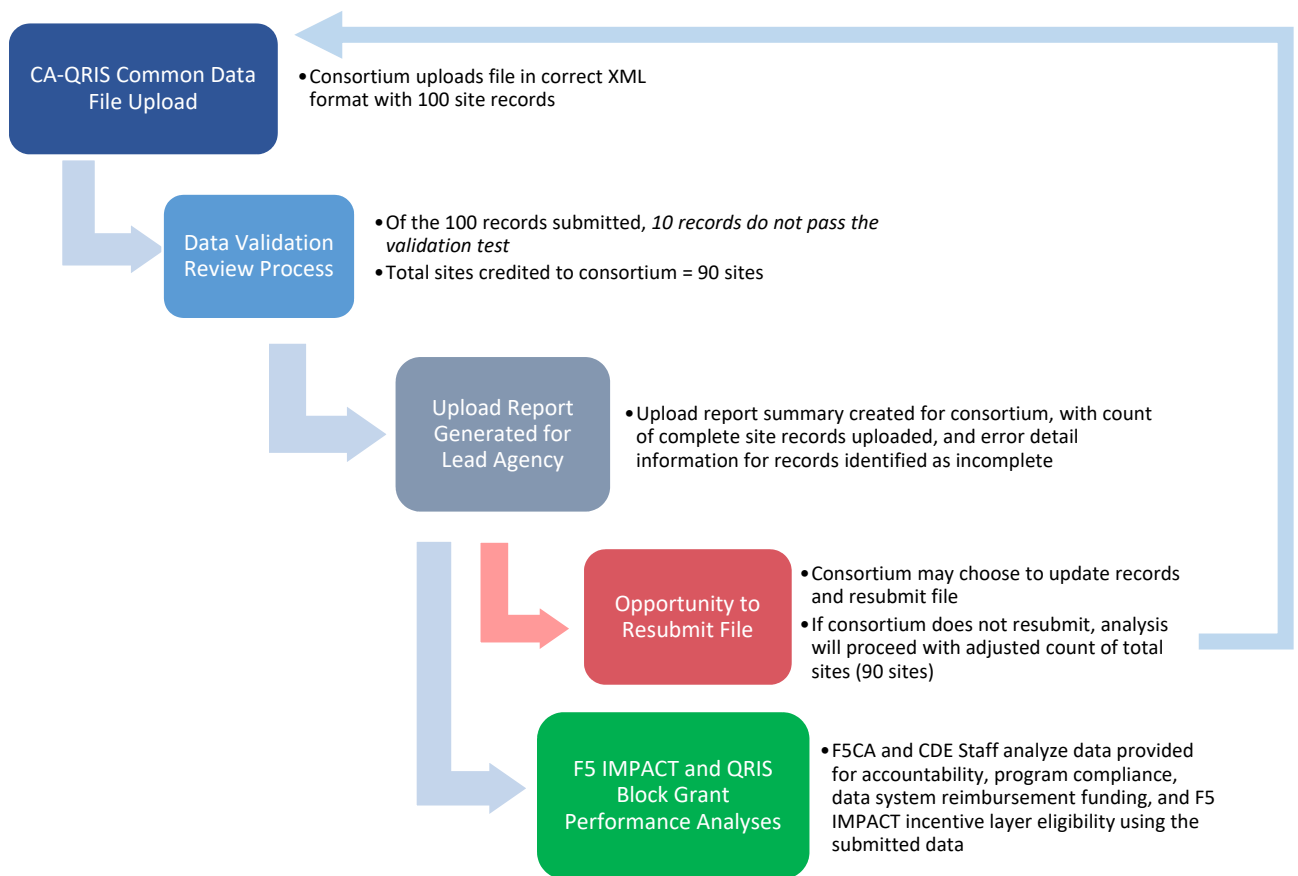 CA-QRIS Common Data
File Upload
•Consortium uploads file in correct XML
format with 100 site records
Data Validation
Review Process
•Of the 100 records submitted, 10 records do not pass the
validation test
•Total sites credited to consortium = 90 sites
Upload Report
Generated for
Lead Agency
•Upload report summary created for consortium, with count
of complete site records uploaded, and error detail
information for records identified as incomplete
Opportunity to
Resubmit File
•Consortium may choose to update records
and resubmit file
•If consortium does not resubmit, analysis
will proceed with adjusted count of total
sites (90 sites)
F5 IMPACT and QRIS
Block Grant
Performance Analyses
•F5CA and CDE Staff analyze data provided
for accountability, program compliance,
data system reimbursement funding, and F5
IMPACT incentive layer eligibility using the
submitted data